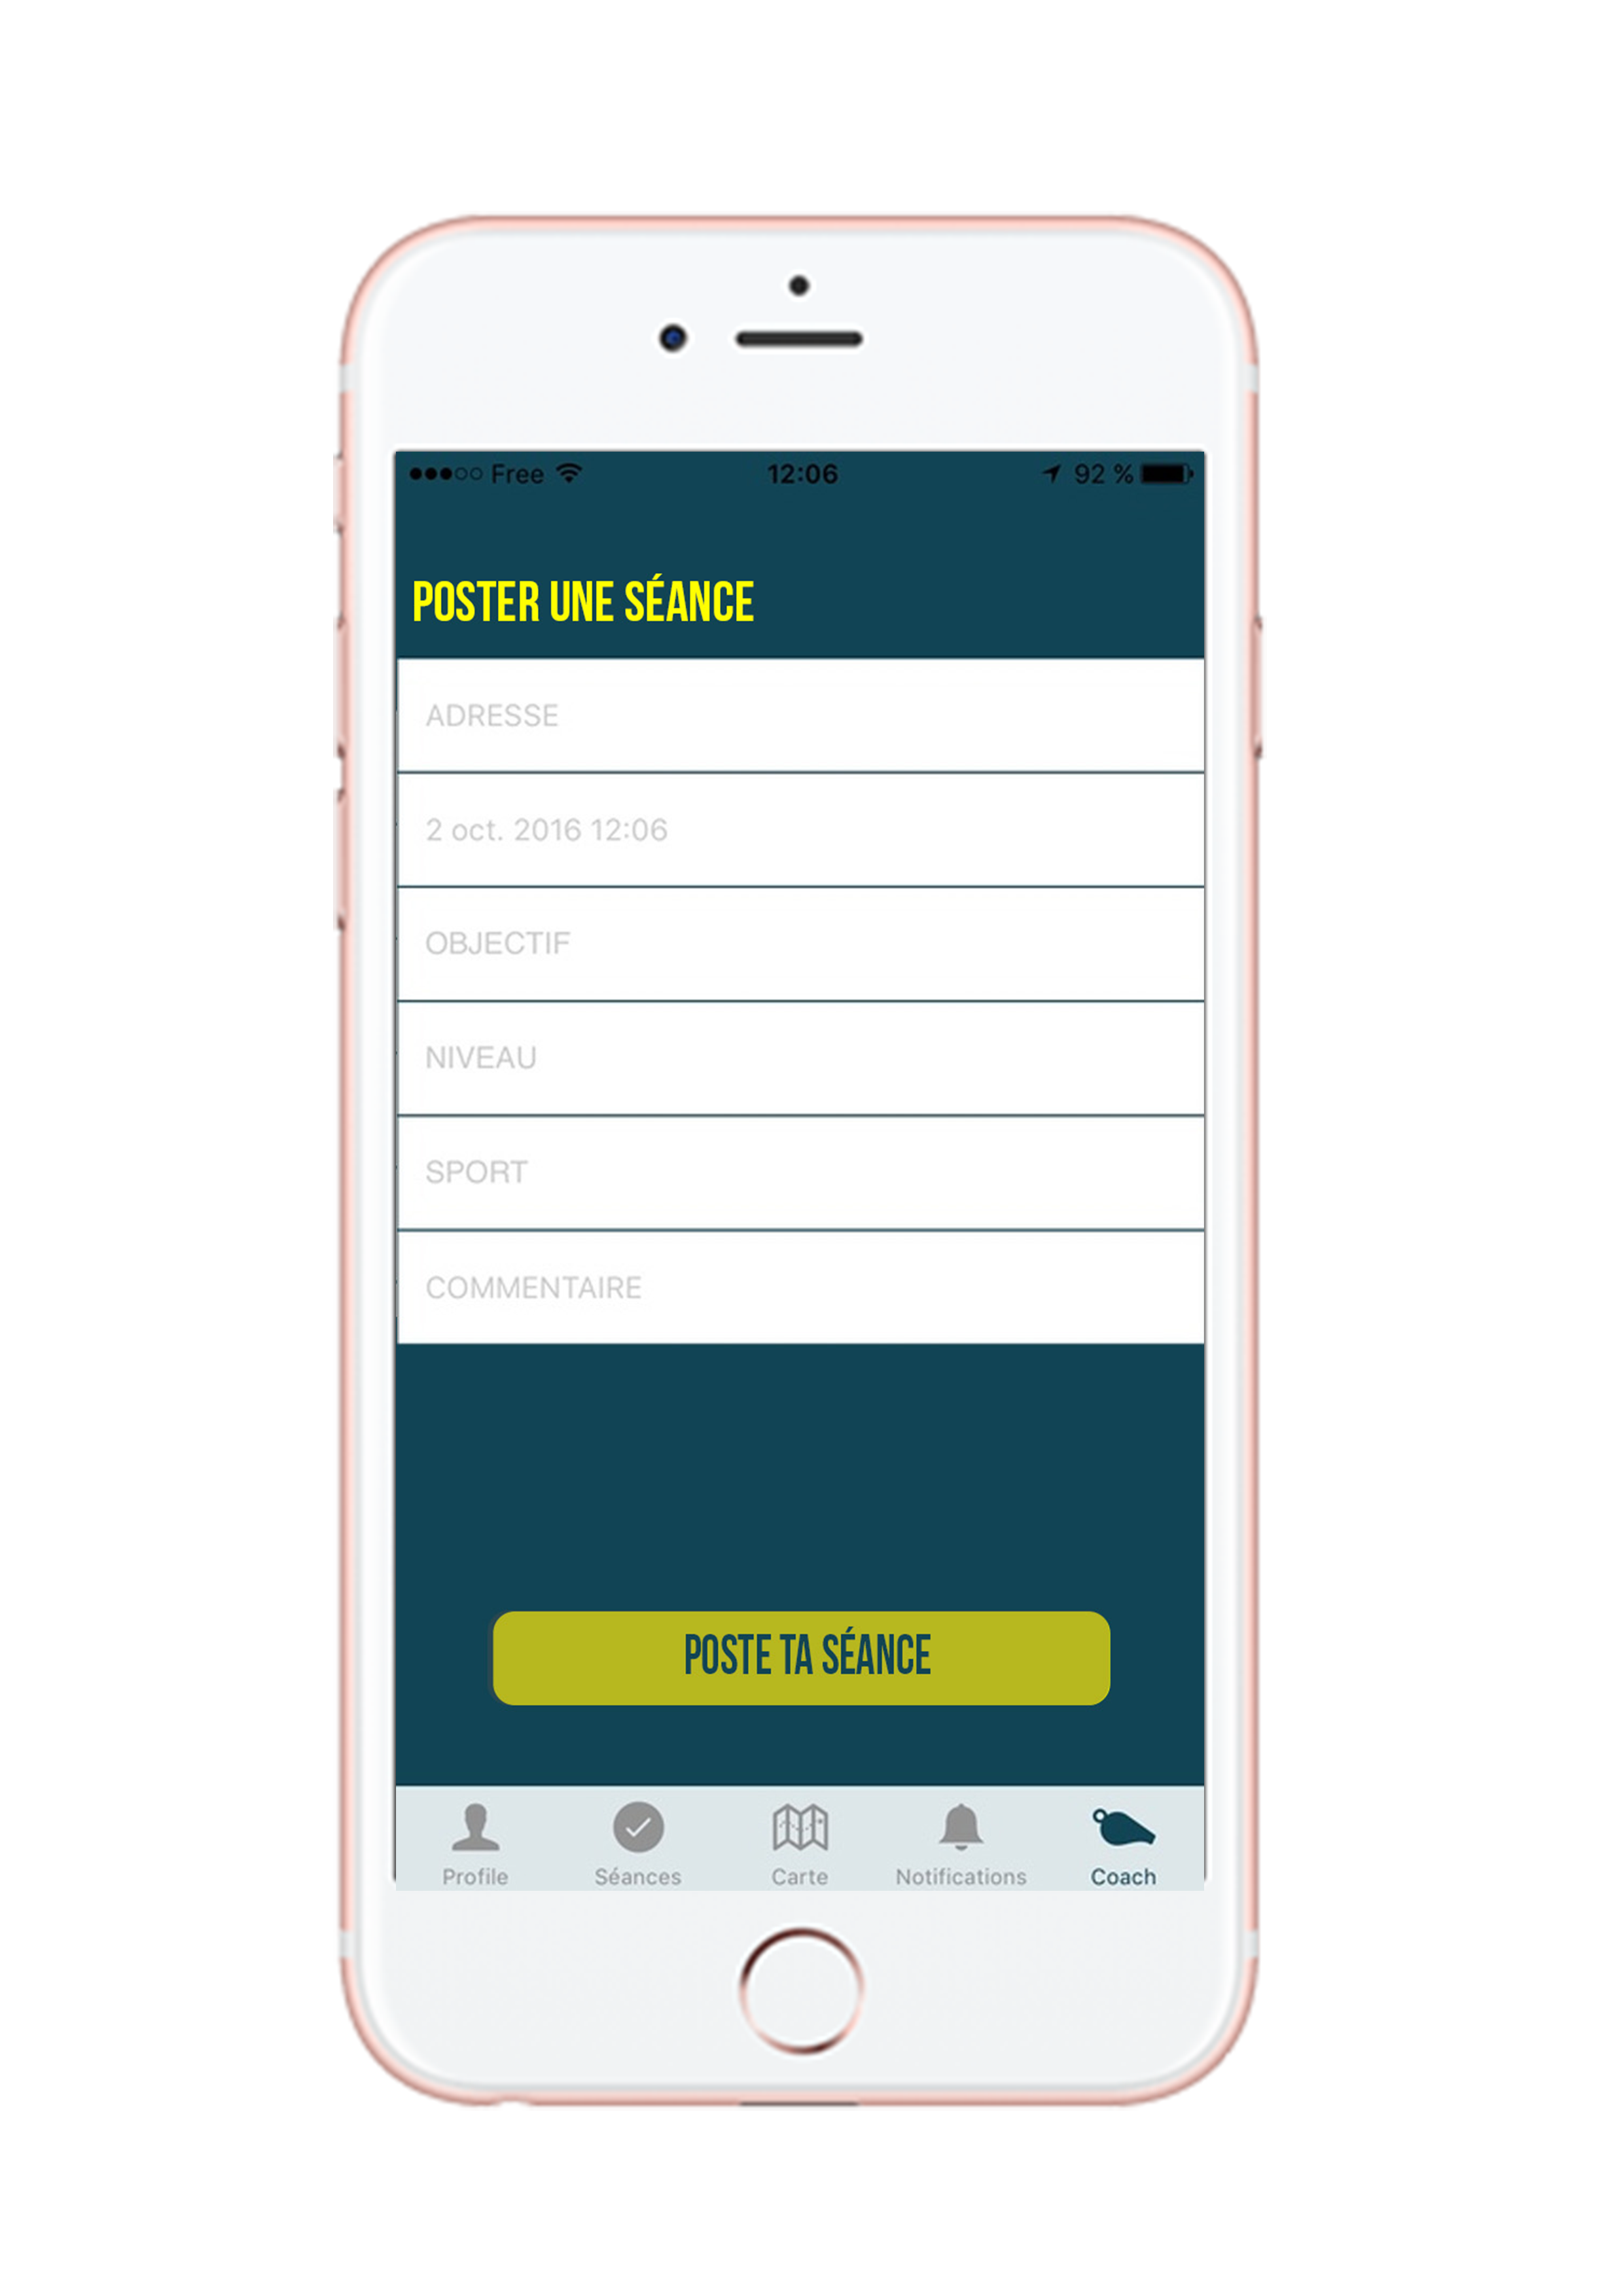 Free 12:06 92 %
POSTER UNE SÉANCE
ADRESSE
2 oct. 2016 12:06
OBJECTIF
NIVEAU
SPORT
COMMENTAIRE
POSTE TA SÉANCE
Profile Séances Carte Notifications Coach